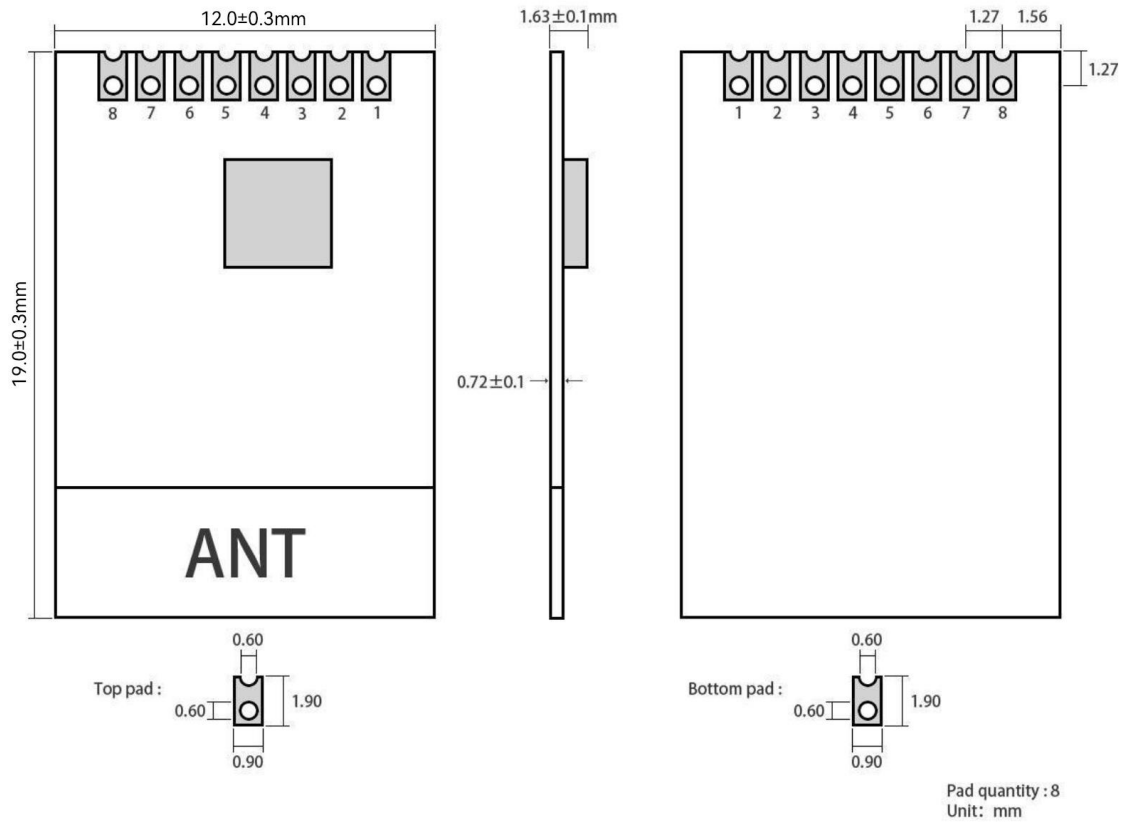 12.0±0.3mm
1.63±0.1mm
1.27 1.56
1.27
8 7 6 5 4 3 2 1
1 2 3 4 5 6 7 8
19.0±0.3mm
0.72±0.1
ANT
0.60
Top pad :
0.60
1.90
0.90
0.60
Bottom pad :
0.60
1.90
0.90
Pad quantity : 8
Unit: mm